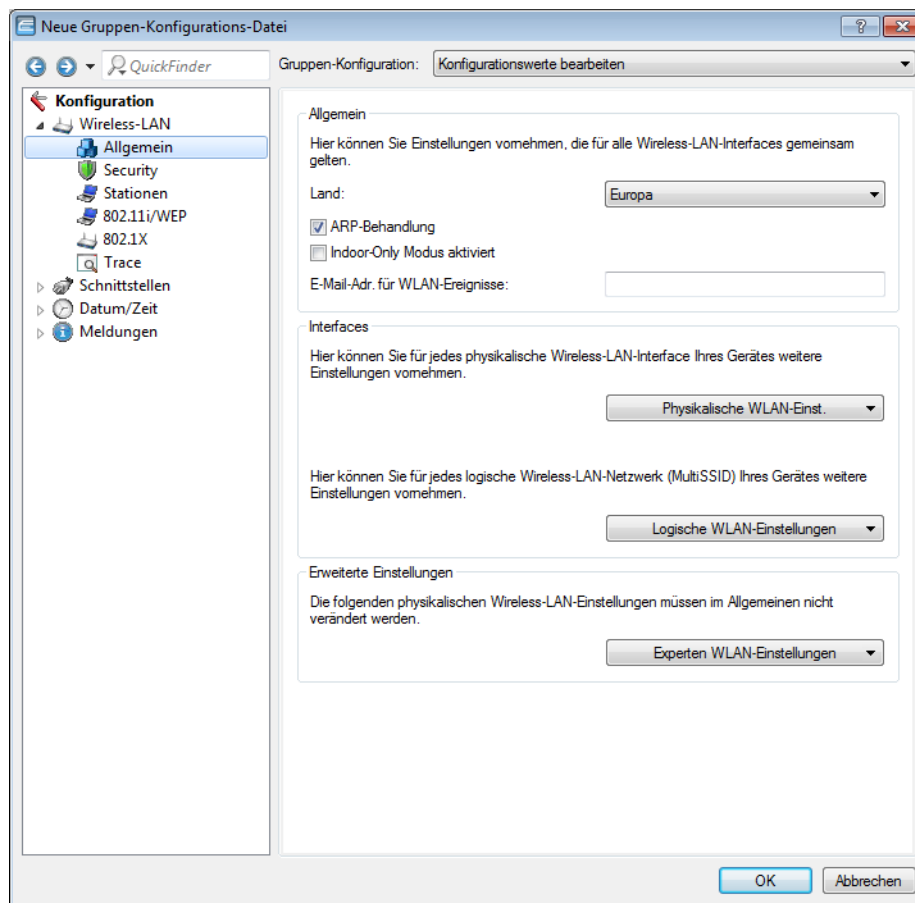 Neue Gruppen-Konfigurations-Datei
QuickFinder
Gruppen-Konfiguration: Konfigurationswerte bearbeiten
Konfiguration
Wireless-LAN
Allgemein
Security
Stationen
802.11i/WEP
802.1X
Trace
Schnittstellen
Datum/Zeit
Meldungen
Allgemein
Hier können Sie Einstellungen vornehmen, die für alle Wireless-LAN-Interfaces gemeinsam
gelten.
Land: Europa
ARP-Behandlung
Indoor-Only Modus aktiviert
E-Mail-Adr. für WLAN-Ereignisse:
Interfaces
Hier können Sie für jedes physikalische Wireless-LAN-Interface Ihres Gerätes weitere
Einstellungen vornehmen.
Physikalische WLAN-Einst.
Hier können Sie für jedes logische Wireless-LAN-Netzwerk (MultiSSID) Ihres Gerätes weitere
Einstellungen vornehmen.
Logische WLAN-Einstellungen
Erweiterte Einstellungen
Die folgenden physikalischen Wireless-LAN-Einstellungen müssen im Allgemeinen nicht
verändert werden.
Experten WLAN-Einstellungen
OK Abbrechen